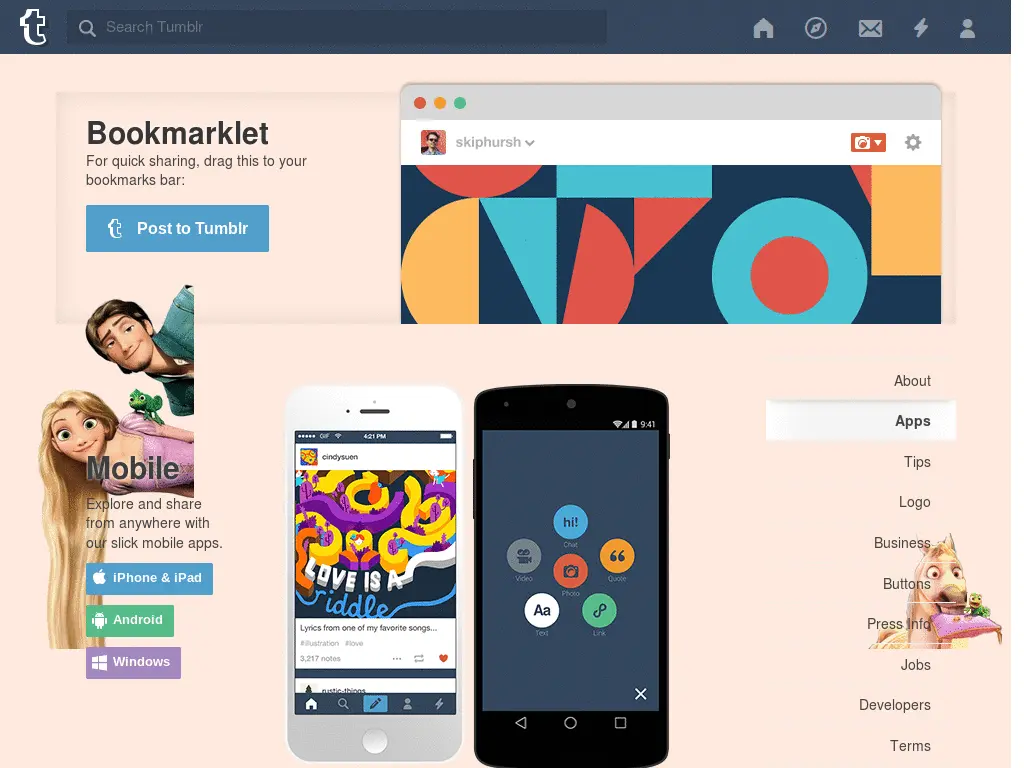 Search Tumblr
Bookmarklet
For quick sharing, drag this to your
bookmarks bar:
Post to Tumblr
skiphursh
Mobile
Explore and share
from anywhere with
our slick mobile apps.
iPhone & iPad
Android
Windows
GIF
4:21 PM
cindysuen
LOVE IS A
riddle
Lyrics from one of my favorite songs...
#illustration #love
3,217 notes
rustic-things
9:41
hi!
Chat
Video
Photo
Quote
Aa
Text
Link
About
Apps
Tips
Logo
Business
Buttons
Press Info
Jobs
Developers
Terms